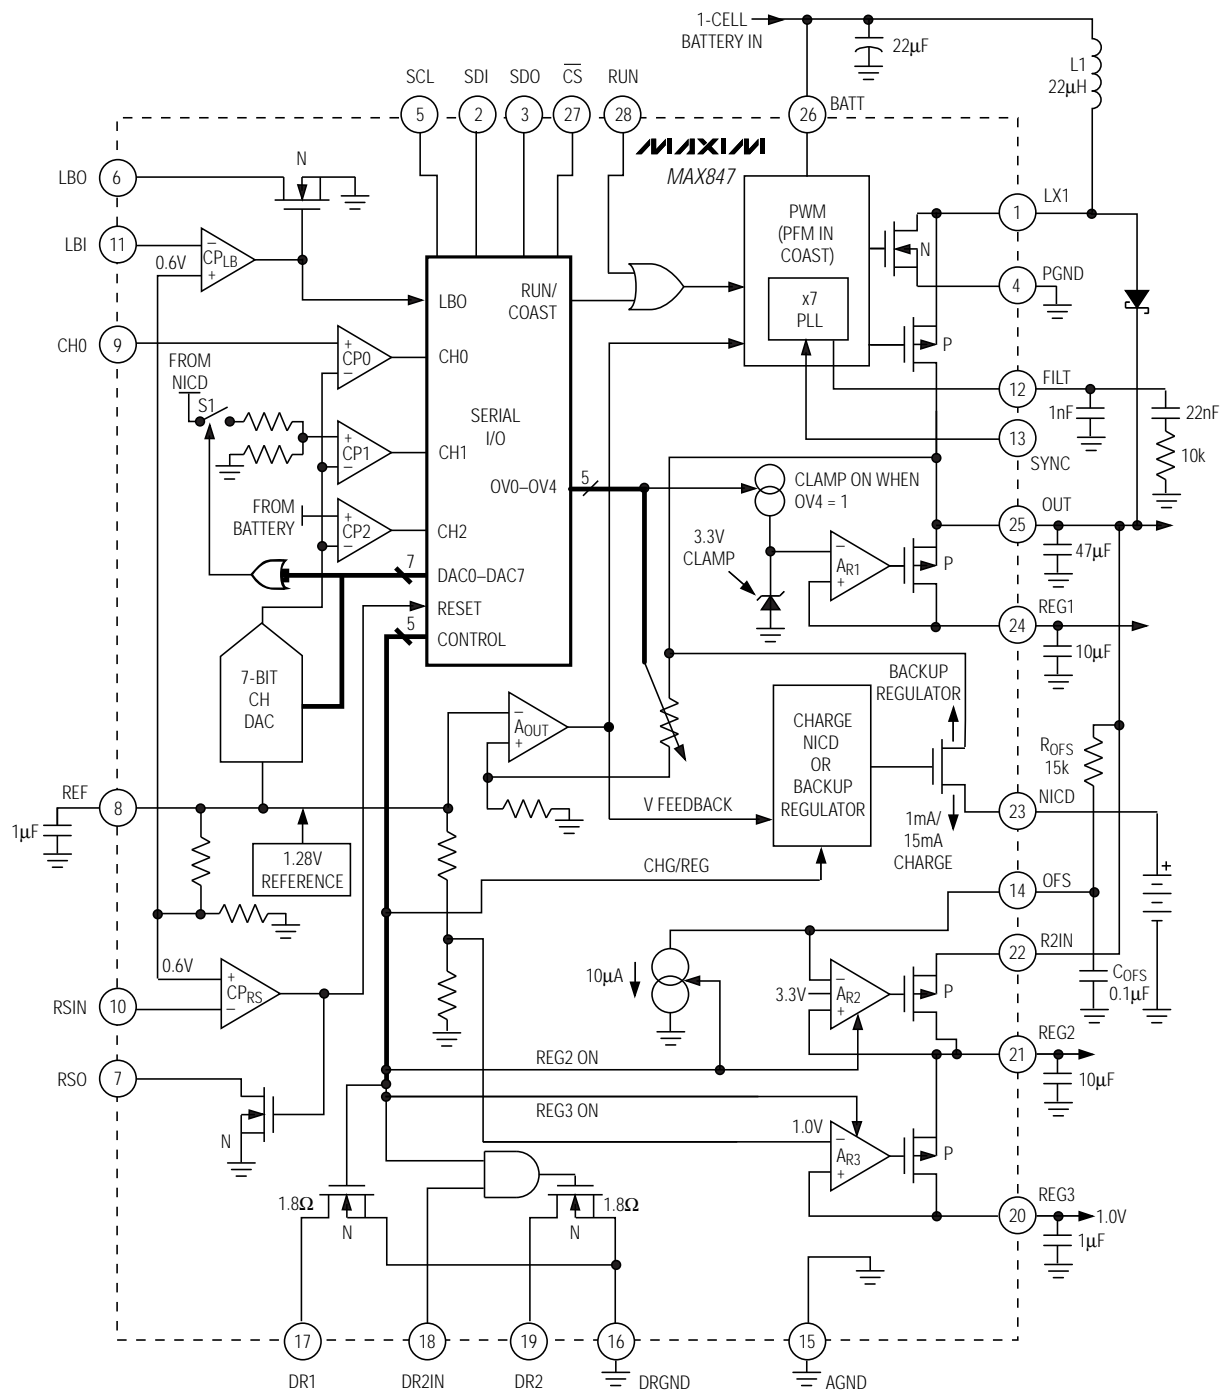 1-CELL
BATTERY IN
22µF
L1
22µH
SCL
SDI
SDO
CS
RUN
5
2
3
27
28
26
BATT
MAXIM
MAX847
LBO
6
N
LBI
11
–
CPLB
+
0.6V
LBO
RUN/
COAST
PWM
(PFM IN
COAST)
x7
PLL
N
1
LX1
4
PGND
P
CH0
9
+
CP0
–
CH0
FROM
NICD
S1
SERIAL
I/O
12
FILT
1nF
22nF
10k
13
SYNC
+
CP1
–
CH1
OV0–OV4
5
CLAMP ON WHEN
OV4 = 1
FROM
BATTERY
+
CP2
–
CH2
3.3V
CLAMP
–
AR1
+
P
25
OUT
47µF
7
DAC0–DAC7
RESET
5
CONTROL
24
REG1
10µF
7-BIT
CH
DAC
–
AOUT
+
CHARGE
NICD
OR
BACKUP
REGULATOR
BACKUP
REGULATOR
ROFS
15k
REF
8
1µF
V FEEDBACK
23
NICD
1mA/
15mA
CHARGE
1.28V
REFERENCE
CHG/REG
14
OFS
+
0.6V
+
CPRS
–
RSIN
10
10µA
3.3V
–
AR2
+
P
22
R2IN
COFS
0.1µF
RSO
7
N
REG2 ON
21
REG2
10µF
REG3 ON
1.0V
–
AR3
+
P
1.8Ω
N
1.8Ω
N
20
REG3
1.0V
1µF
17
18
19
16
15
DR1
DR2IN
DR2
DRGND
AGND